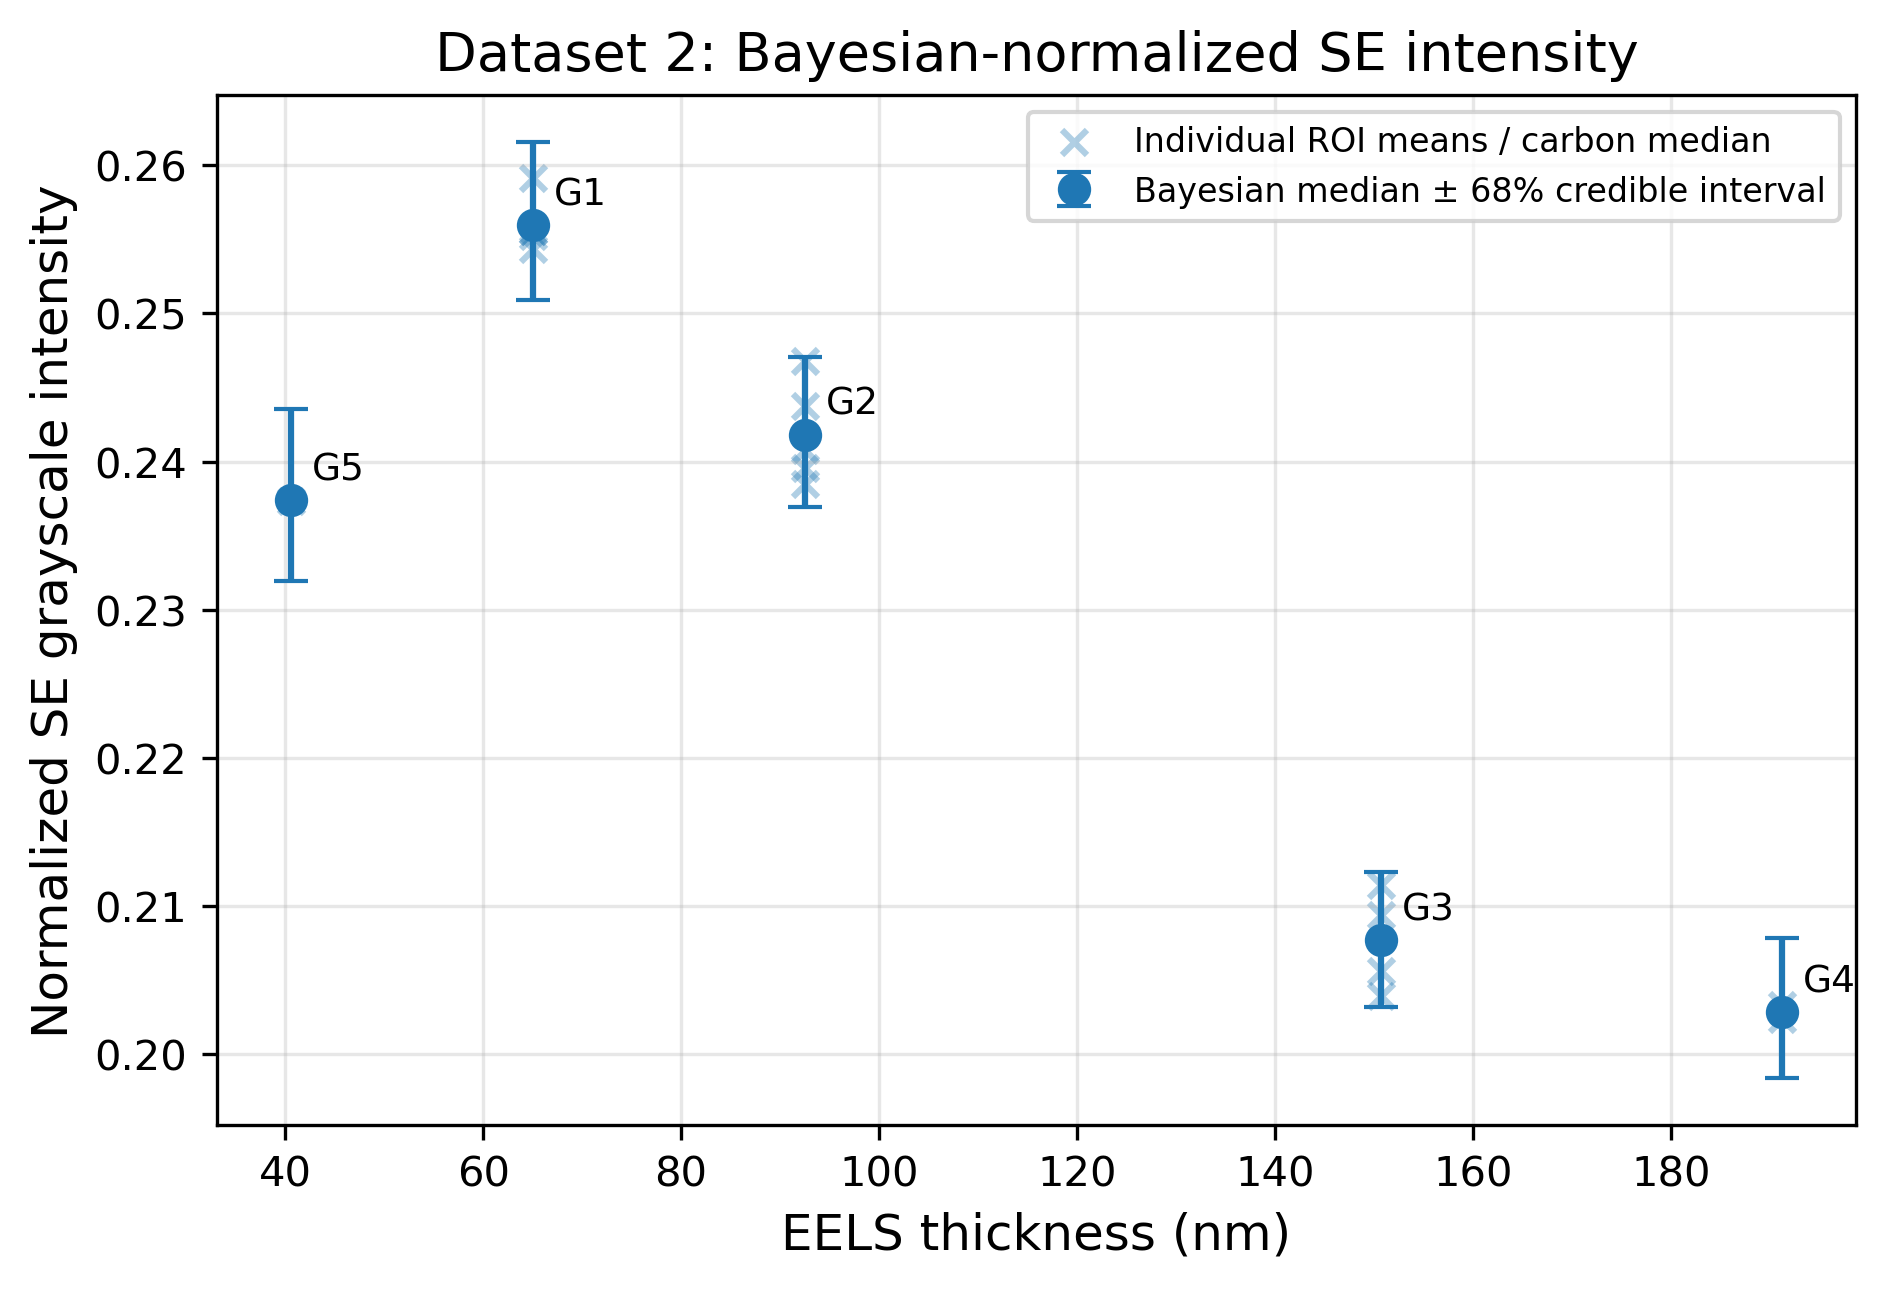 Dataset 2: Bayesian-normalized SE intensity
Individual ROI means / carbon median
Bayesian median ± 68% credible interval
Normalized SE grayscale intensity
0.26
0.25
0.24
0.23
0.22
0.21
0.20
G1
G2
G5
G3
G4
40
60
80
100
120
140
160
180
EELS thickness (nm)